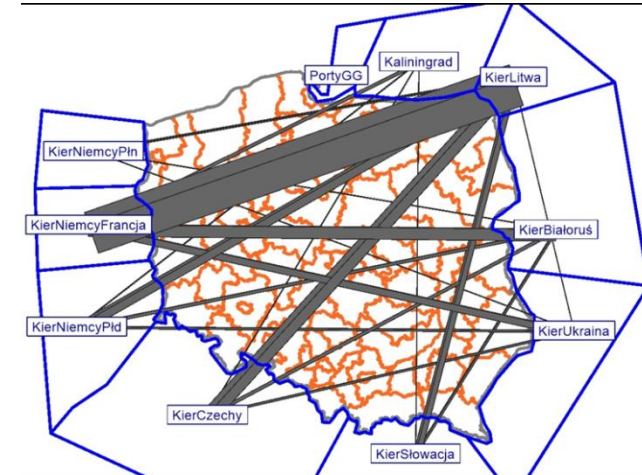 Kaliningrad
PortyGG
KierLitwa
KierNiemcyPłn
KierNiemcyFrancja
KierBiałoruś
KierNiemcyPłd
KierUkraina
KierCzechy
KierSłowacja